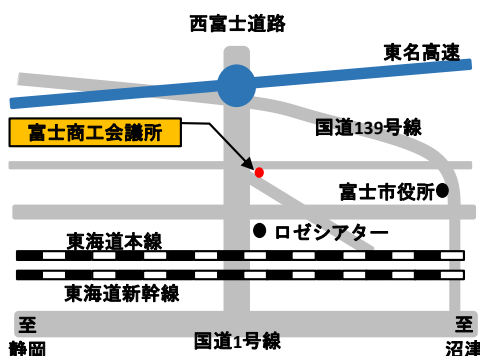 西富士道路
東名高速
国道139号線
富士商工会議所
富士市役所
ロゼシアター
東海道本線
東海道新幹線
至
静岡
国道1号線
至
沼津